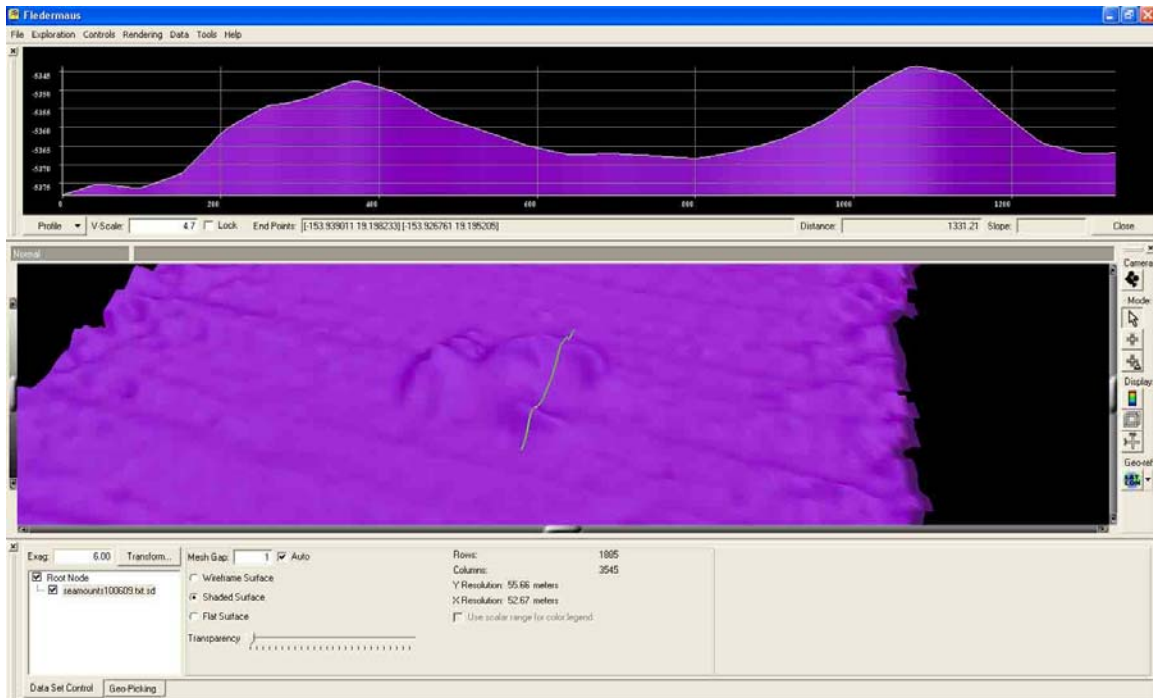 Fledermaus
File Exploration Controls Rendering Data Tools Help
-5345
-5350
-5355
-5360
-5365
-5370
-5375
0 200 400 600 800 1000 1200
Profile V-Scale: 4.7 Lock End Points: [-153.939011 19.198233] [-153.926761 19.195205] Distance: 1331.21 Slope: Close
Normal
Camera
Mode:
Display
Geo-ref
Exag: 6.00 Transform... Mesh Gap: 1 Auto Rows: 1885
Columns: 3545
Root Node Wireframe Surface Y Resolution: 55.66 meters
seamounts100609.txt.sd Shaded Surface X Resolution: 52.67 meters
Flat Surface Use scalar range for color legend
Transparency
Data Set Control Geo-Picking